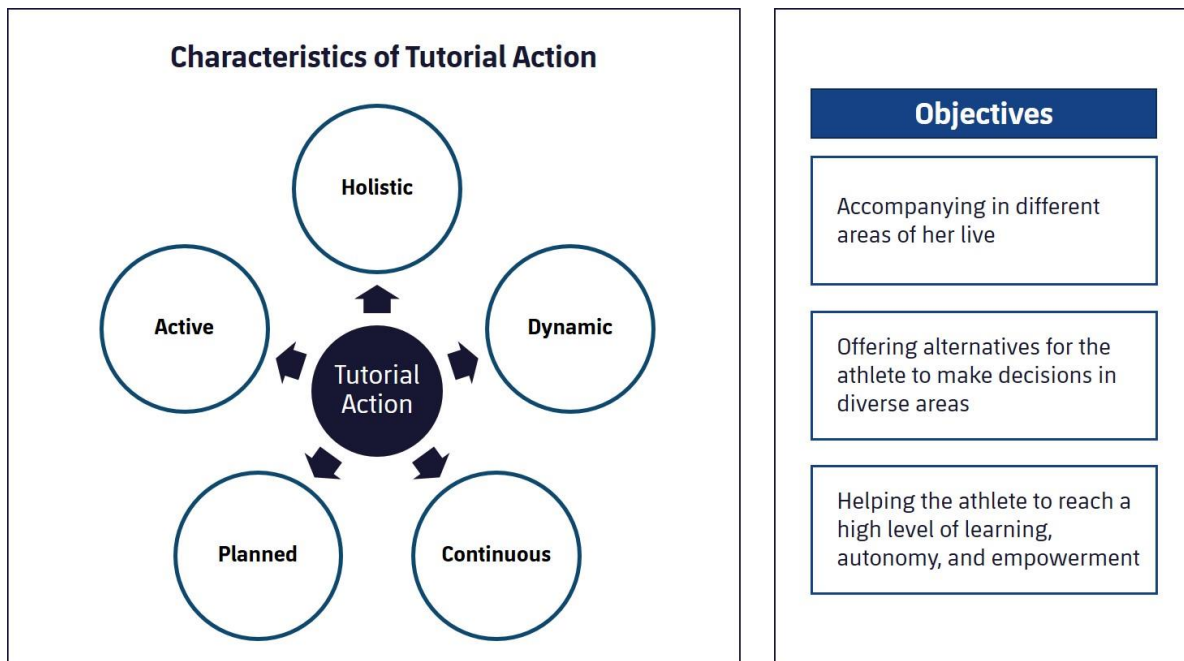 Characteristics of Tutorial Action
Holistic
Active
Dynamic
Tutorial
Action
Planned
Continuous
Objectives
Accompanying in different
areas of her live
Offering alternatives for the
athlete to make decisions in
diverse areas
Helping the athlete to reach a
high level of learning,
autonomy, and empowerment